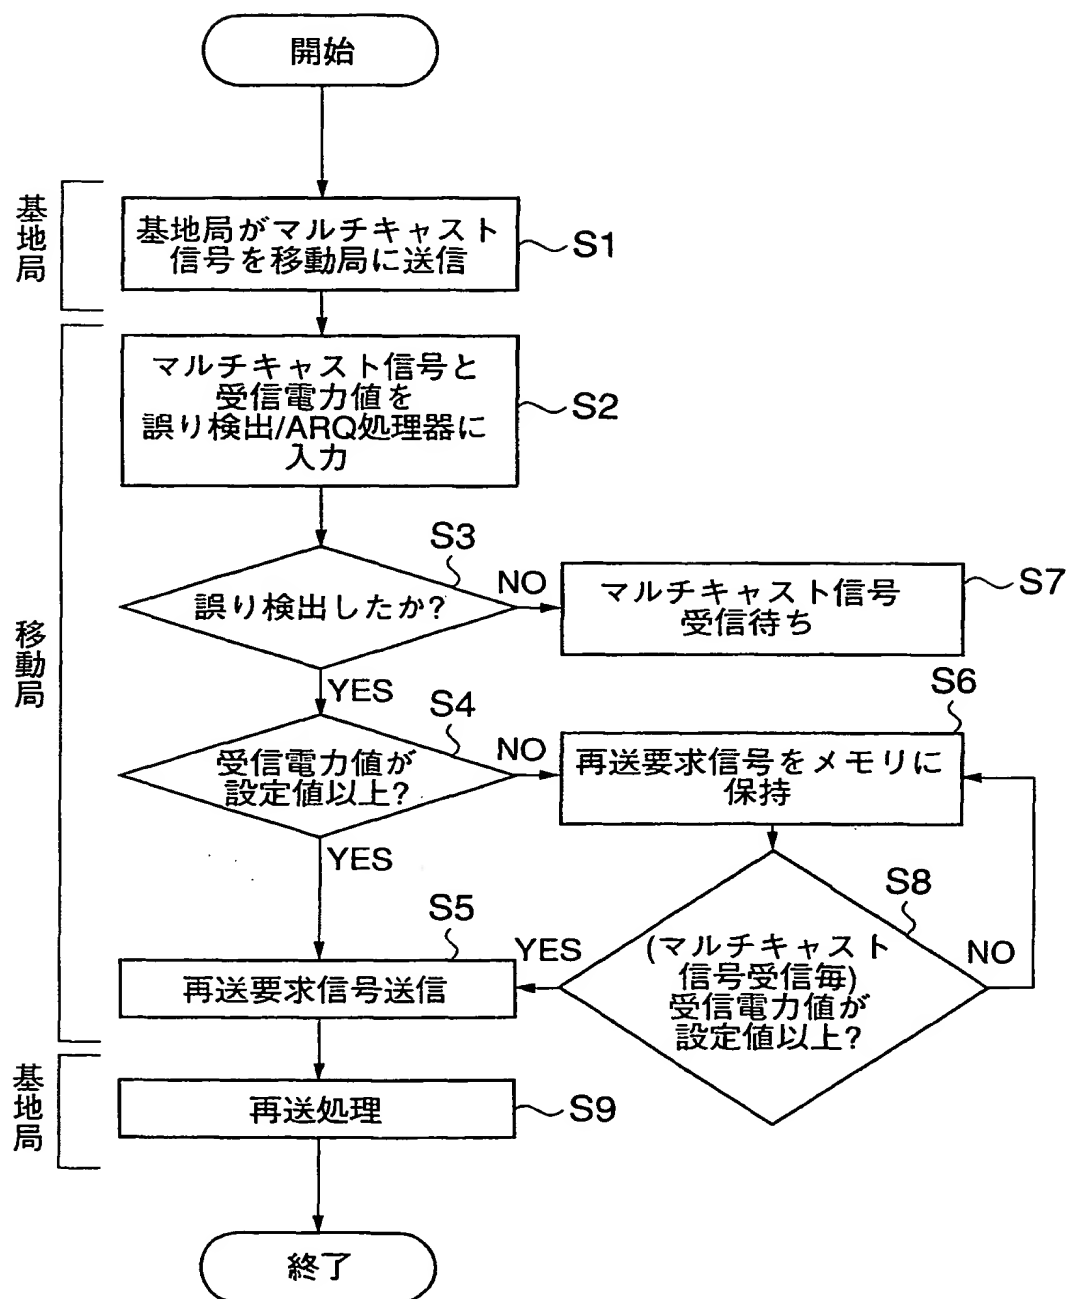 開始
基地局
基地局がマルチキャスト
信号を移動局に送信
S1
移動局
マルチキャスト信号と
受信電力値を
誤り検出/ARQ処理器に
入力
S2
S3
誤り検出したか?
NO
マルチキャスト信号
受信待ち
S7
YES
S4
受信電力値が
設定値以上?
NO
S6
再送要求信号をメモリに
保持
YES
S5
再送要求信号送信
YES
S8
(マルチキャスト
信号受信毎)
受信電力値が
設定値以上?
NO
基地局
再送処理
S9
終了